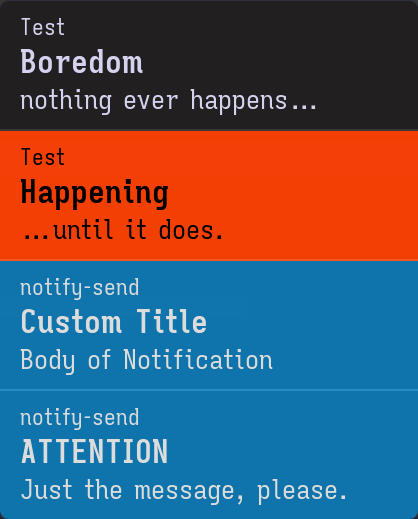 Test
Boredom
nothing ever happens...
Test
Happening
...until it does.
notify-send
Custom Title
Body of Notification
notify-send
ATTENTION
Just the message, please.